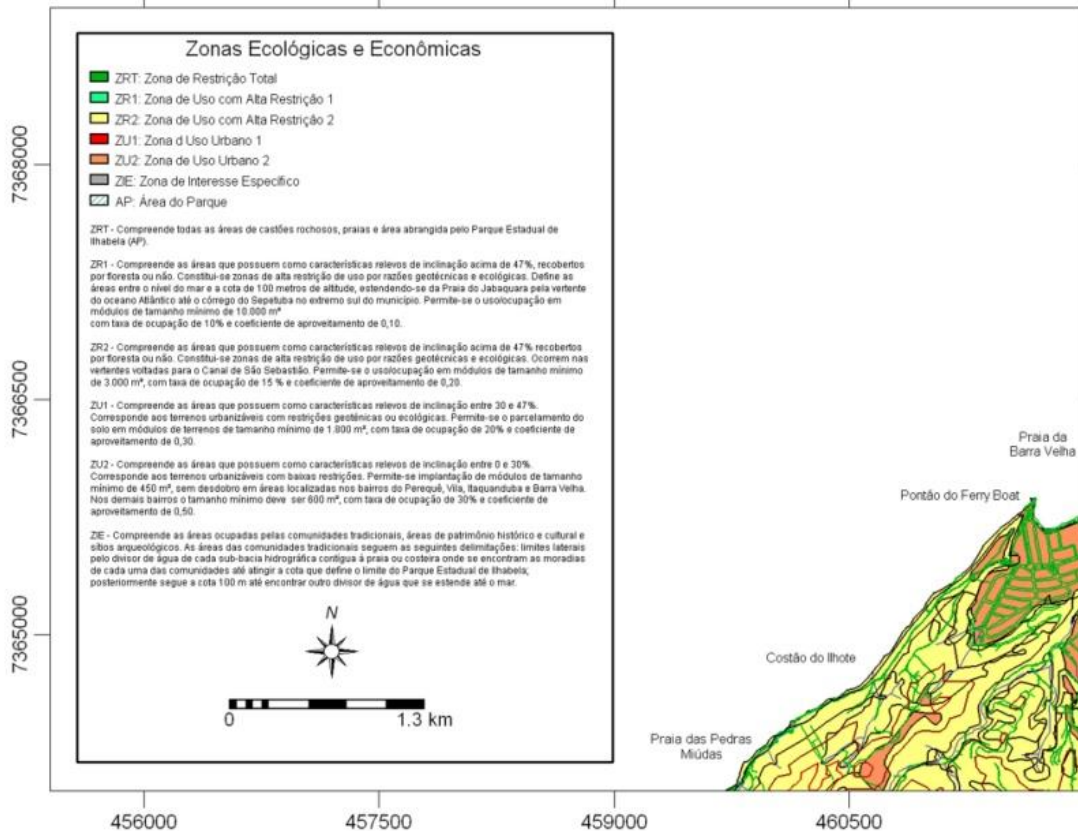 Zonas Ecológicas e Econômicas
ZRT: Zona de Restrição Total
ZR1: Zona de Uso com Alta Restrição 1
ZR2: Zona de Uso com Alta Restrição 2
ZU1: Zona d Uso Urbano 1
ZU2: Zona de Uso Urbano 2
ZIE: Zona de Interesse Específico
AP: Área do Parque
ZRT - Compreende todas as áreas de castões rochosos, praias e área abrangida pelo Parque Estadual de
Ilhabela (AP).
ZR1 - Compreende as áreas que possuem como características relevos de inclinação acima de 47%, recobertos
por floresta ou não. Constitui-se zonas de alta restrição de uso por razões geotécnicas e ecológicas. Define as
áreas entre o nível do mar e a cota de 100 metros de altitude, estendendo-se da Praia do Jabaquara pela vertente
do oceano Atlântico até o córrego do Sepetuba no extremo sul do município. Permite-se o uso/ocupação em
módulos de tamanho mínimo de 10.000 m²
com taxa de ocupação de 10% e coeficiente de aproveitamento de 0,10.
ZR2 - Compreende as áreas que possuem como características relevos de inclinação acima de 47% recobertos
por floresta ou não. Constitui-se zonas de alta restrição de uso por razões geotécnicas e ecológicas. Ocorrem nas
vertentes voltadas para o Canal de São Sebastião. Permite-se o uso/ocupação em módulos de tamanho mínimo
de 3.000 m², com taxa de ocupação de 15 % e coeficiente de aproveitamento de 0,20.
ZU1 - Compreende as áreas que possuem como características relevos de inclinação entre 30 e 47%.
Corresponde aos terrenos urbanizáveis com restrições geoténicas ou ecológicas. Permite-se o parcelamento do
solo em módulos de terrenos de tamanho mínimo de 1.800 m², com taxa de ocupação de 20% e coeficiente de
aproveitamento de 0,30.
ZU2 - Compreende as áreas que possuem como características relevos de inclinação entre 0 e 30%.
Corresponde aos terrenos urbanizáveis com baixas restrições. Permite-se implantação de módulos de tamanho
mínimo de 450 m², sem desdobro em áreas localizadas nos bairros do Perequê, Vila, Itaquanduba e Barra Velha.
Nos demais bairros o tamanho mínimo deve ser 600 m², com taxa de ocupação de 30% e coeficiente de
aproveitamento de 0,50.
ZIE - Compreende as áreas ocupadas pelas comunidades tradicionais, áreas de patrimônio histórico e cultural e
sítios arqueológicos. As áreas das comunidades tradicionais seguem as seguintes delimitações: limites laterais
pelo divisor de água de cada sub-bacia hidrográfica contígua à praia ou costeira onde se encontram as moradias
de cada uma das comunidades até atingir a cota que define o limite do Parque Estadual de Ilhabela;
posteriormente segue a cota 100 m até encontrar outro divisor de água que se estende até o mar.
N
0 1.3 km
Praia da
Barra Velha
Pontão do Ferry Boat
Costão do Ilhote
Praia das Pedras
Miúdas
7368000
7366500
7365000
456000 457500 459000 460500